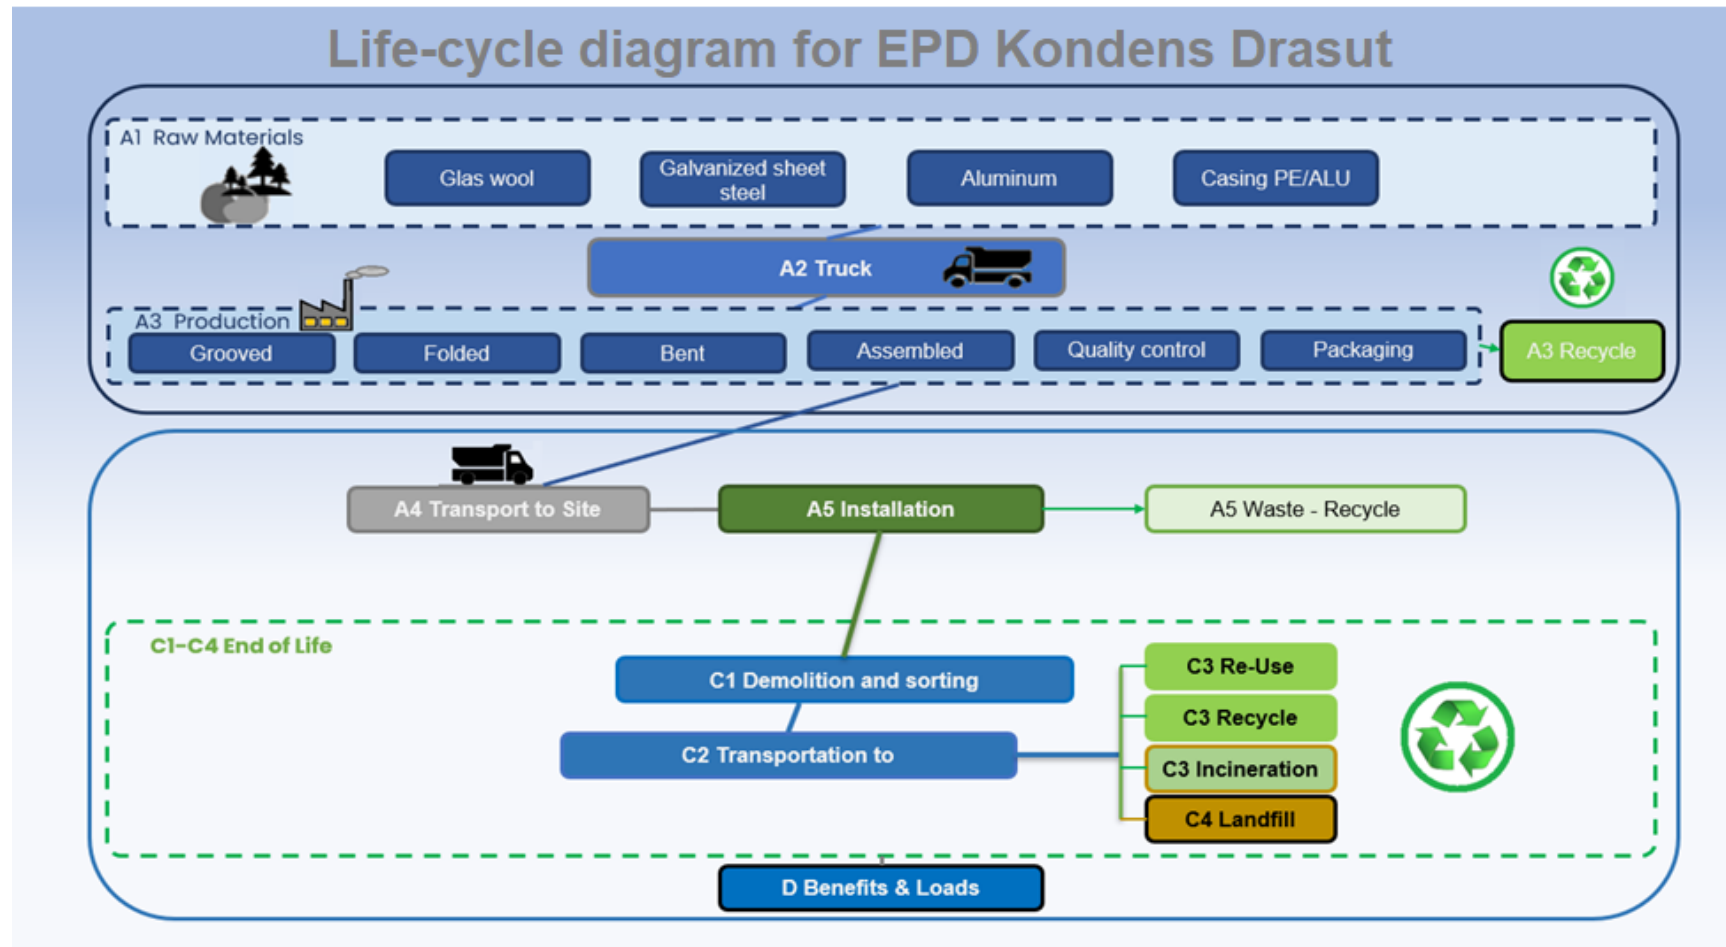 Life-cycle diagram for EPD Kondens Drasut
A1 Raw Materials
Glas wool
Galvanized sheet
steel
Aluminum
Casing PE/ALU
A2 Truck
A3 Production
Grooved
Folded
Bent
Assembled
Quality control
Packaging
A3 Recycle
A4 Transport to Site
A5 Installation
A5 Waste - Recycle
C1-C4 End of Life
C1 Demolition and sorting
C2 Transportation to
C3 Re-Use
C3 Recycle
C3 Incineration
C4 Landfill
D Benefits & Loads